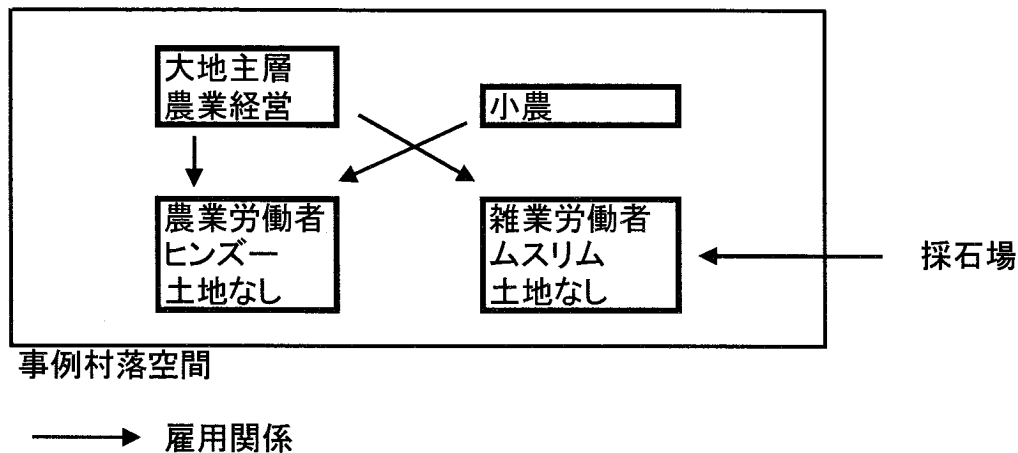 大地主層
農業経営
小農
農業労働者
ヒンズー
土地なし
雑業労働者
ムスリム
土地なし
採石場
事例村落空間
雇用関係